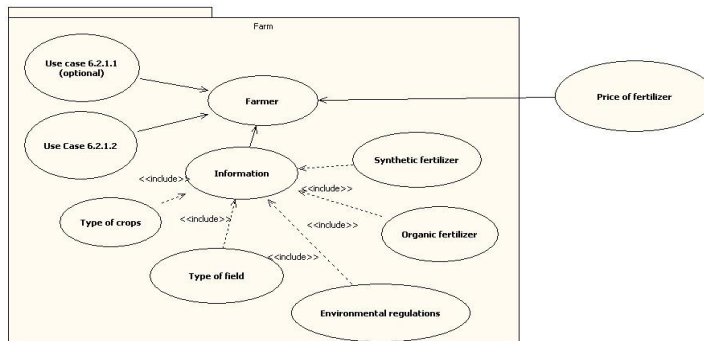 Farm
Use case 6.2.1.1
(optional)
Farmer
Price of fertilizer
Use Case 6.2.1.2
Synthetic fertilizer
<<include>>
Information
<<include>>
Type of crops
<<include>>
<<include>>
Organic fertilizer
<<include>>
Type of field
Environmental regulations